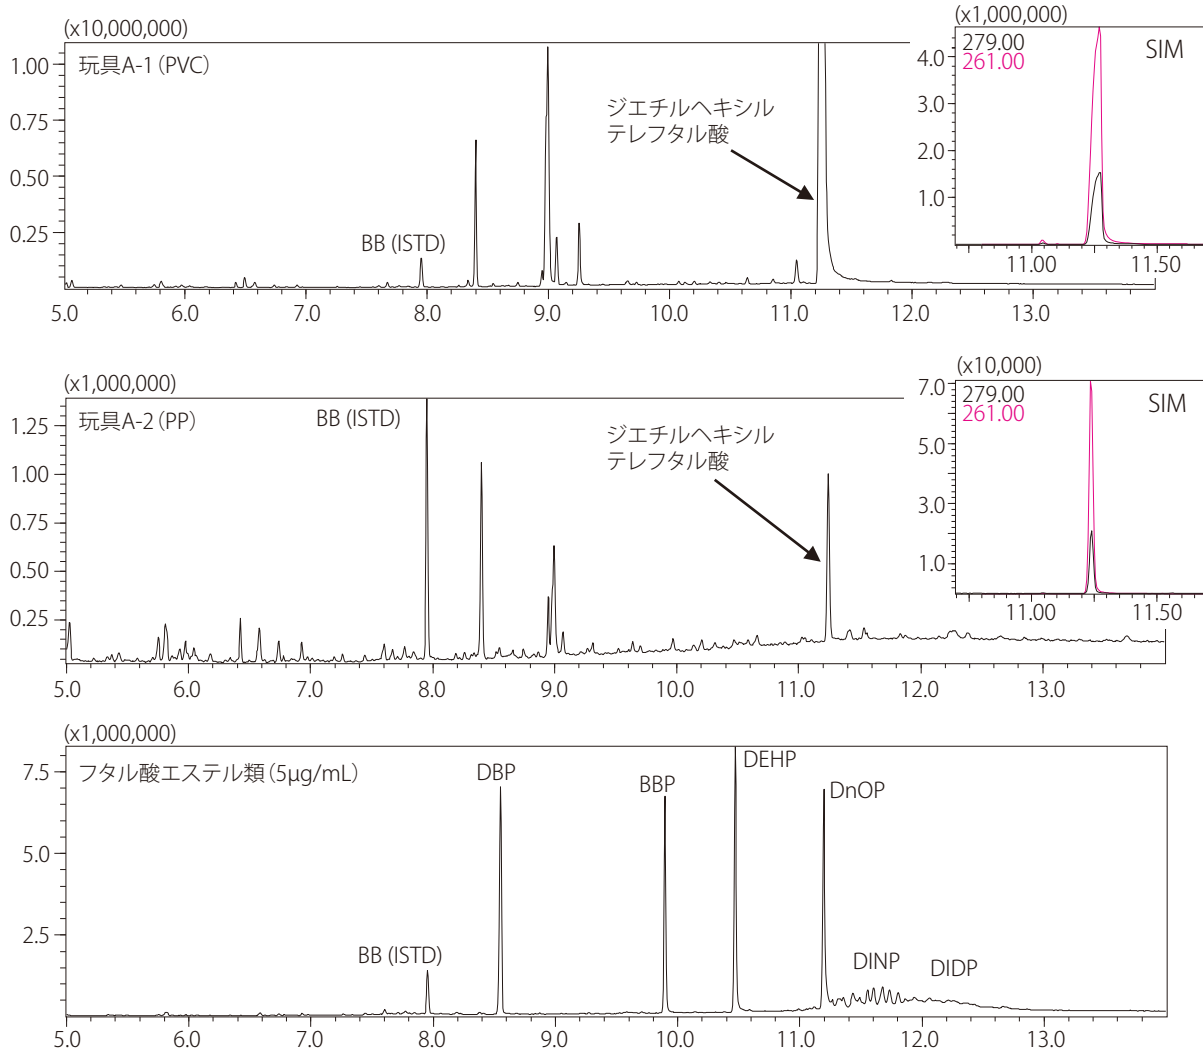 (x10,000,000)
玩具A-1（PVC）
1.00
0.75
0.50
0.25
BB (ISTD)
ジエチルヘキシル
テレフタル酸
5.0 6.0 7.0 8.0 9.0 10.0 11.0 12.0 13.0
(x1,000,000)
279.00
261.00
SIM
4.0
3.0
2.0
1.0
11.00 11.50
(x1,000,000)
玩具A-2（PP）
BB (ISTD)
1.25
1.00
0.75
0.50
0.25
ジエチルヘキシル
テレフタル酸
5.0 6.0 7.0 8.0 9.0 10.0 11.0 12.0 13.0
(x10,000)
279.00
261.00
SIM
7.0
5.0
3.0
1.0
11.00 11.50
(x1,000,000)
フタル酸エステル類（5µg/mL）
7.5
5.0
2.5
BB (ISTD)
DBP
BBP
DEHP
DnOP
DINP
DIDP
5.0 6.0 7.0 8.0 9.0 10.0 11.0 12.0 13.0